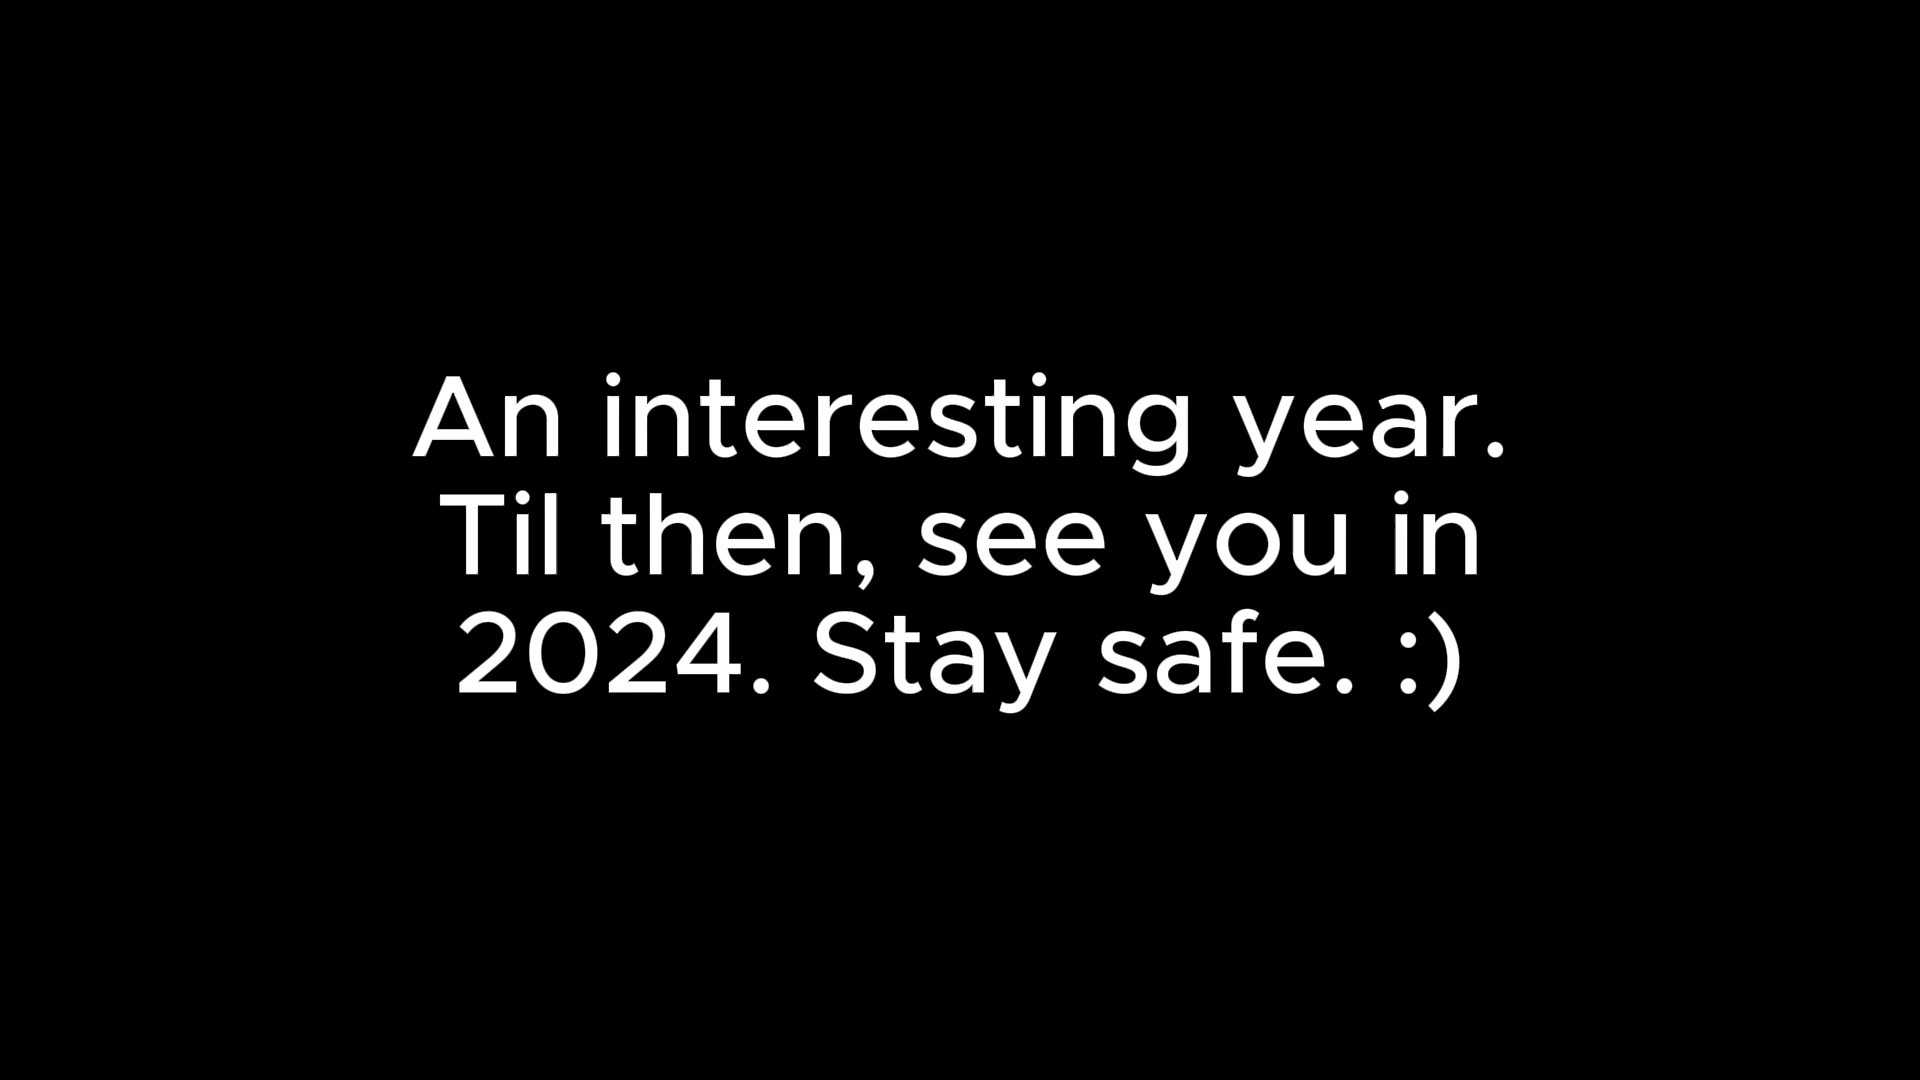 An interesting year.
Til then, see you in
2024. Stay safe. :)